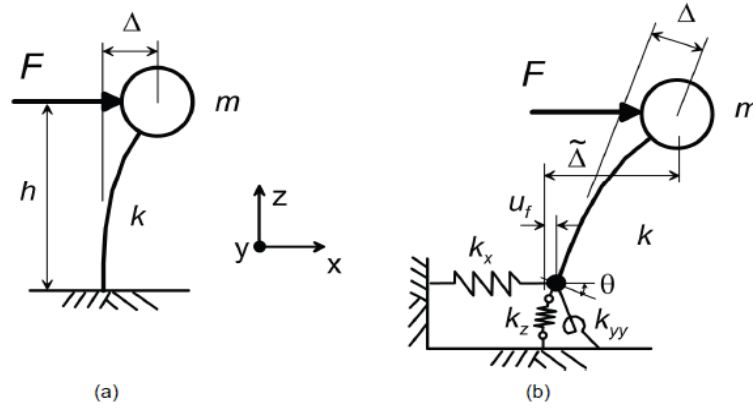 Δ
F
m
h
k
z
y
x
(a)
Δ
F
m
Δ̃
u_f
k
k_x
θ
k_z
k_yy
(b)